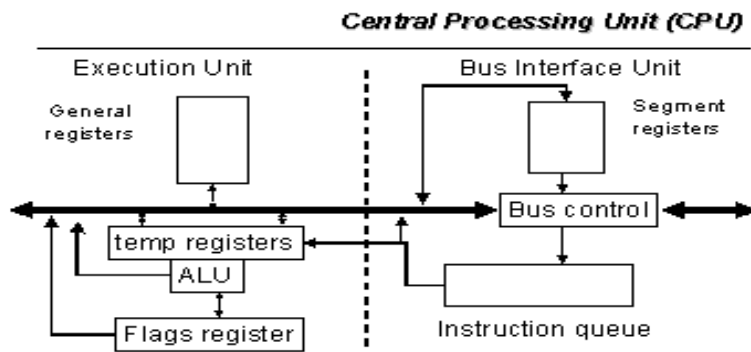 Central Processing Unit (CPU)
Execution Unit
Bus Interface Unit
General
registers
Segment
registers
Bus control
temp registers
ALU
Flags register
Instruction queue